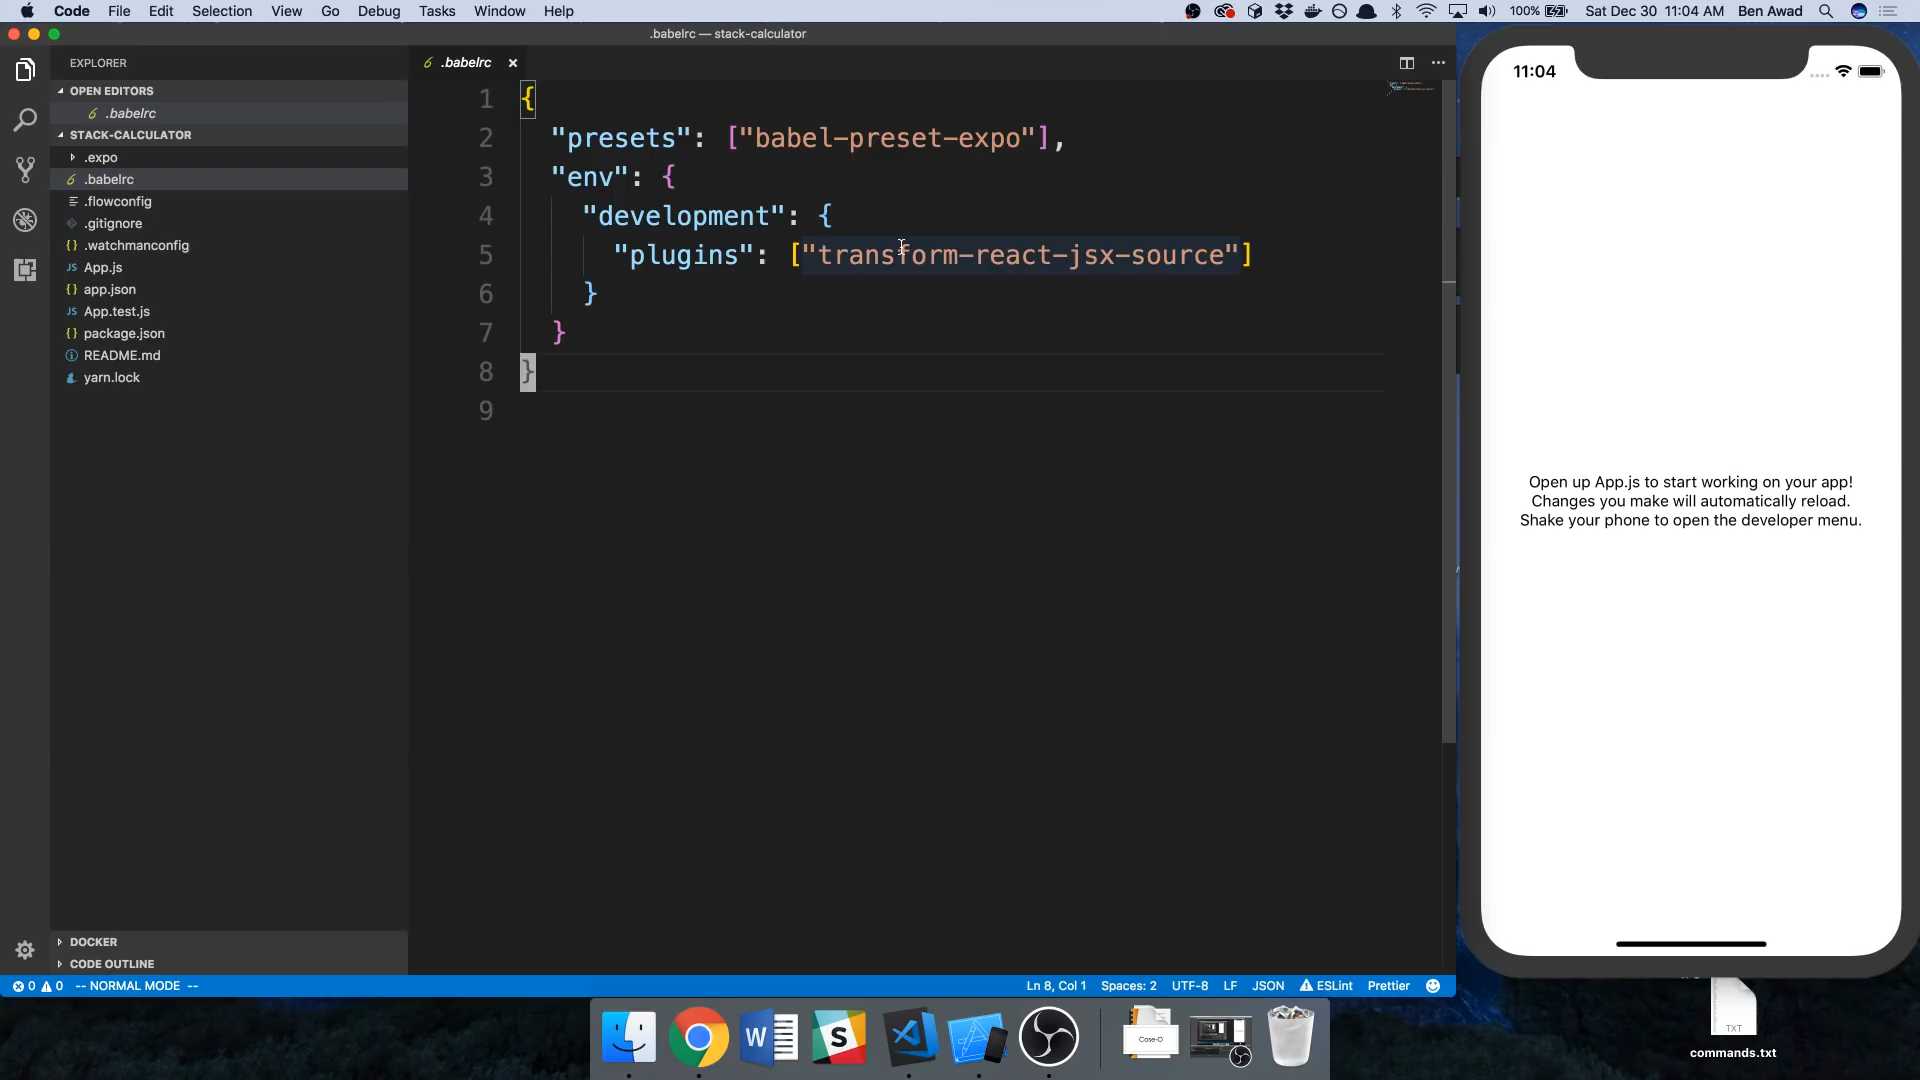 Code File Edit Selection View Go Debug Tasks Window Help
100% Sat Dec 30 11:04 AM Ben Awad
.babelrc — stack-calculator
EXPLORER
OPEN EDITORS
.babelrc
STACK-CALCULATOR
.expo
.babelrc
.flowconfig
.gitignore
.watchmanconfig
App.js
app.json
App.test.js
package.json
README.md
yarn.lock
DOCKER
CODE OUTLINE
.babelrc
1 {
2 "presets": ["babel-preset-expo"],
3 "env": {
4 "development": {
5 "plugins": ["transform-react-jsx-source"]
6 }
7 }
8 }
9
0 0 -- NORMAL MODE --
Ln 8, Col 1 Spaces: 2 UTF-8 LF JSON ESLint Prettier
11:04
Open up App.js to start working on your app!
Changes you make will automatically reload.
Shake your phone to open the developer menu.
W
S
Case-O
TXT
commands.txt